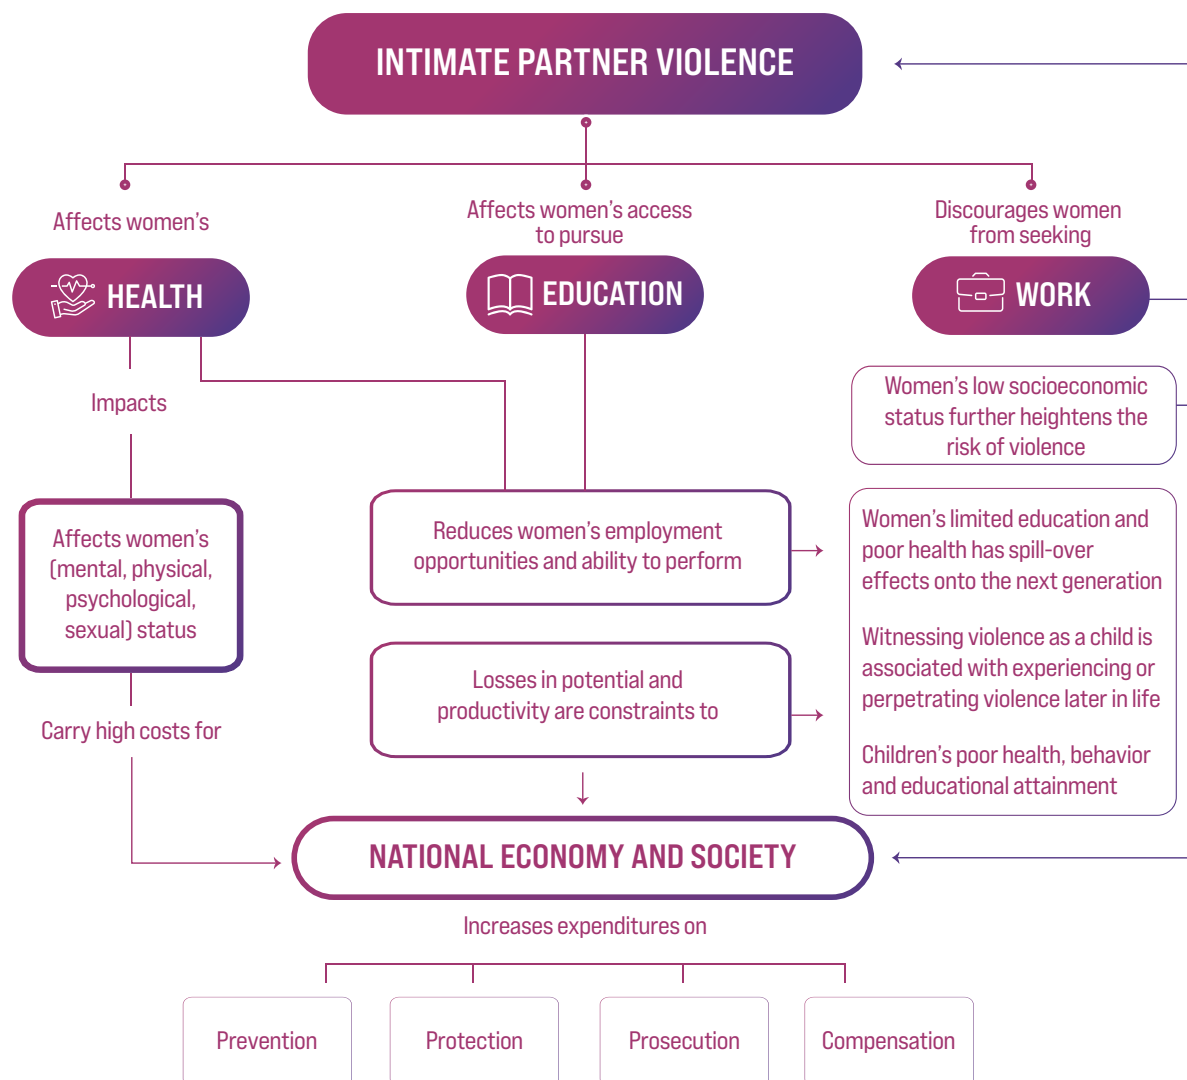 INTIMATE PARTNER VIOLENCE
Affects women's
HEALTH
Affects women's access
to pursue
EDUCATION
Discourages women
from seeking
WORK
Impacts
Women's low socioeconomic
status further heightens the
risk of violence
Affects women's
(mental, physical,
psychological,
sexual) status
Reduces women's employment
opportunities and ability to perform
Women's limited education and
poor health has spill-over
effects onto the next generation
Witnessing violence as a child is
associated with experiencing or
perpetrating violence later in life
Children's poor health, behavior
and educational attainment
Losses in potential and
productivity are constraints to
Carry high costs for
NATIONAL ECONOMY AND SOCIETY
Increases expenditures on
Prevention
Protection
Prosecution
Compensation